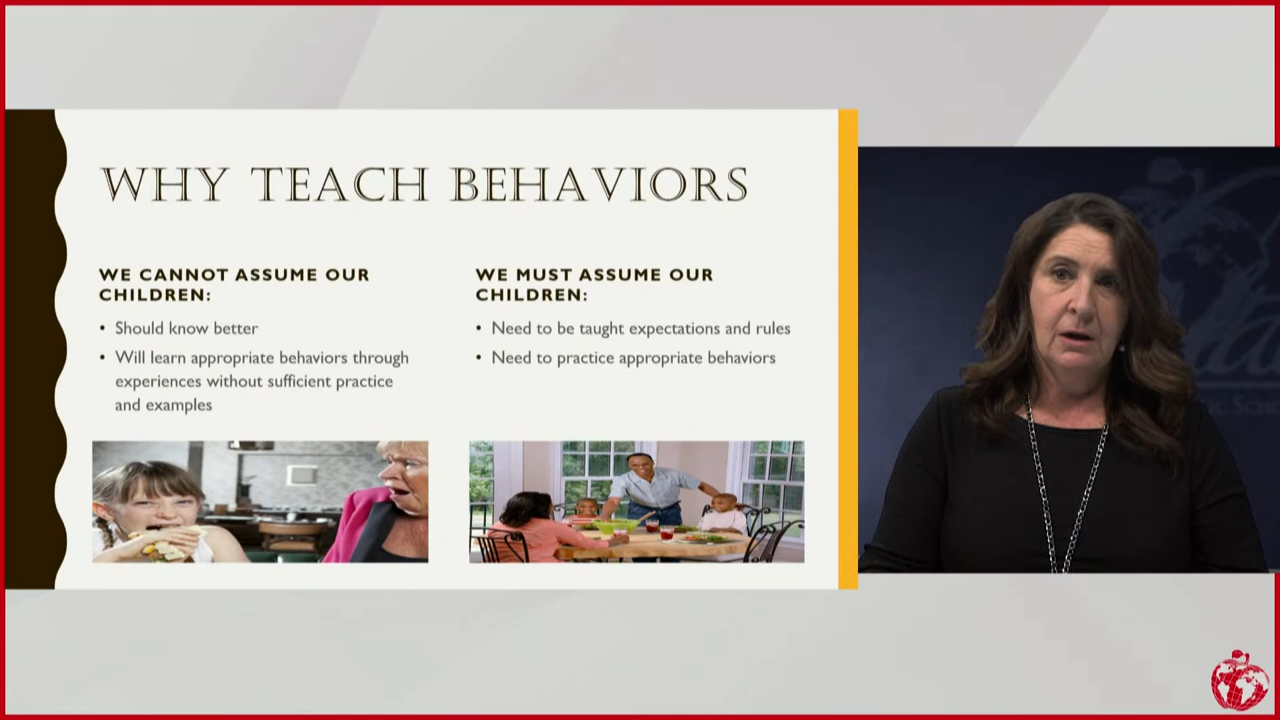 WHY TEACH BEHAVIORS
WE CANNOT ASSUME OUR
CHILDREN:
• Should know better
• Will learn appropriate behaviors through
experiences without sufficient practice
and examples
WE MUST ASSUME OUR
CHILDREN:
• Need to be taught expectations and rules
• Need to practice appropriate behaviors